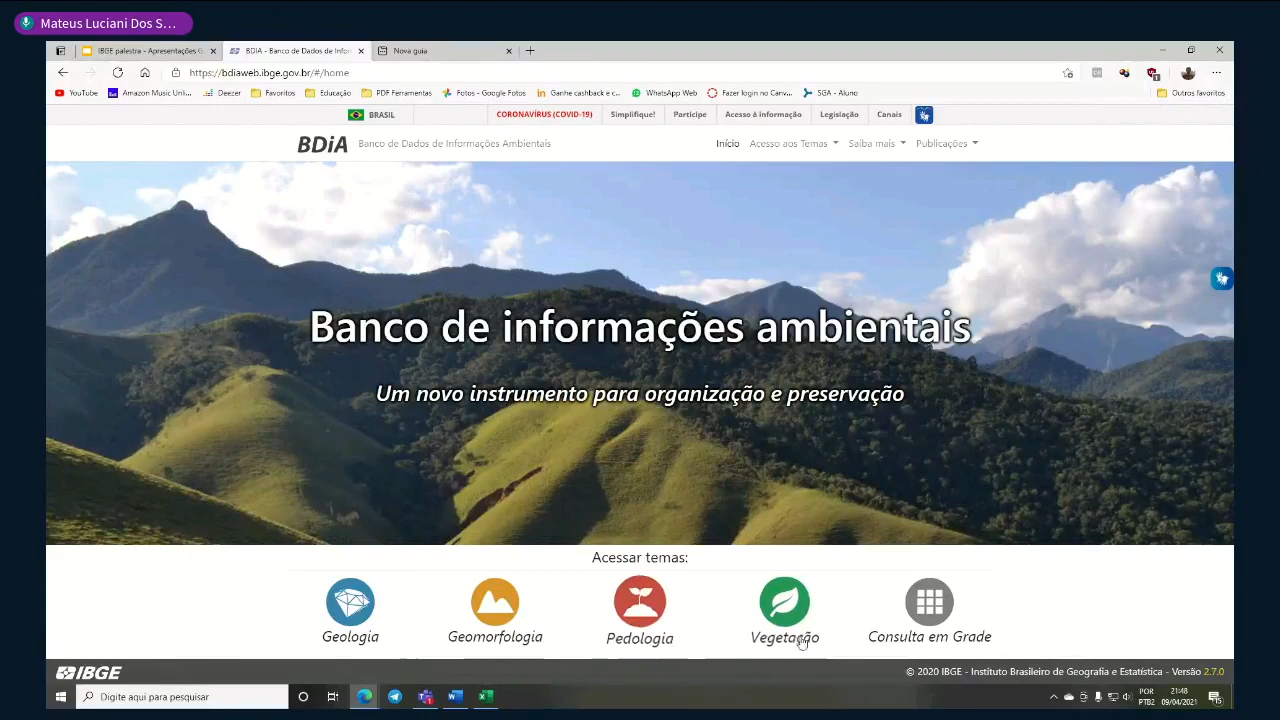 Mateus Luciani Dos S...
IBGE palestra - Apresentações G
BDiA - Banco de Dados de Infor
Nova guia
https://bdiaweb.ibge.gov.br/#/home
YouTube
Amazon Music Unli...
Deezer
Favoritos
Educação
PDF Ferramentas
Fotos - Google Fotos
Ganhe cashback e c...
WhatsApp Web
Fazer login no Canv...
SGA - Aluno
Outros favoritos
BRASIL
CORONAVÍRUS (COVID-19)
Simplifique!
Participe
Acesso à informação
Legislação
Canais
BDiA
Banco de Dados de Informações Ambientais
Início
Acesso aos Temas
Saiba mais
Publicações
Banco de informações ambientais
Um novo instrumento para organização e preservação
Acessar temas:
Geologia
Geomorfologia
Pedologia
Vegetação
Consulta em Grade
IBGE
© 2020 IBGE - Instituto Brasileiro de Geografia e Estatística - Versão 2.7.0
Digite aqui para pesquisar
POR
PTB2
21:48
09/04/2021